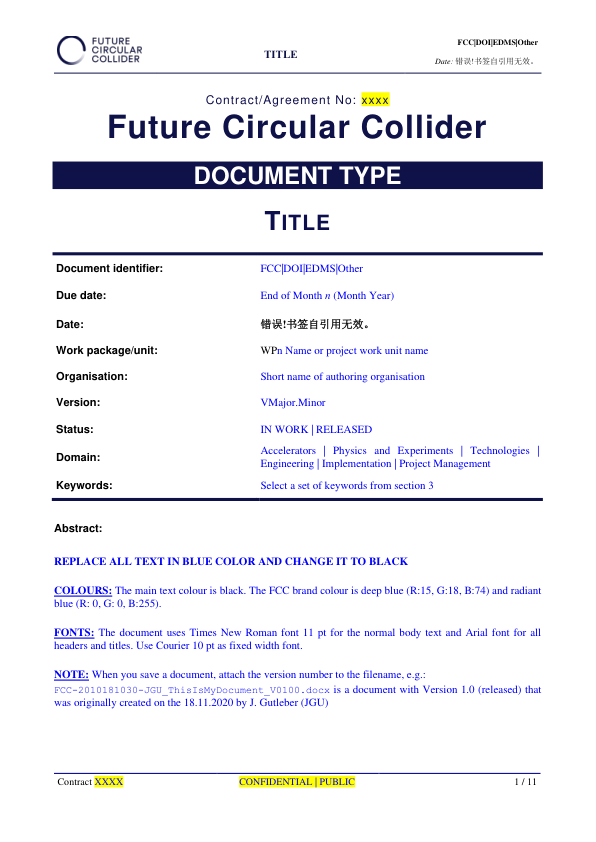 FUTURE
CIRCULAR
COLLIDER
TITLE
FCC|DOI|EDMS|Other
Date: 错误!书签自引用无效。
Contract/Agreement No: xxxx
Future Circular Collider
DOCUMENT TYPE
TITLE
Document identifier: FCC|DOI|EDMS|Other
Due date: End of Month n (Month Year)
Date: 错误!书签自引用无效。
Work package/unit: WPn Name or project work unit name
Organisation: Short name of authoring organisation
Version: VMajor.Minor
Status: IN WORK | RELEASED
Domain: Accelerators | Physics and Experiments | Technologies |
Engineering | Implementation | Project Management
Keywords: Select a set of keywords from section 3
Abstract:
REPLACE ALL TEXT IN BLUE COLOR AND CHANGE IT TO BLACK
COLOURS: The main text colour is black. The FCC brand colour is deep blue (R:15, G:18, B:74) and radiant
blue (R: 0, G: 0, B:255).
FONTS: The document uses Times New Roman font 11 pt for the normal body text and Arial font for all
headers and titles. Use Courier 10 pt as fixed width font.
NOTE: When you save a document, attach the version number to the filename, e.g.:
FCC-2010181030-JGU_ThisIsMyDocument_V0100.docx is a document with Version 1.0 (released) that
was originally created on the 18.11.2020 by J. Gutleber (JGU)
Contract XXXX
CONFIDENTIAL | PUBLIC
1 / 11